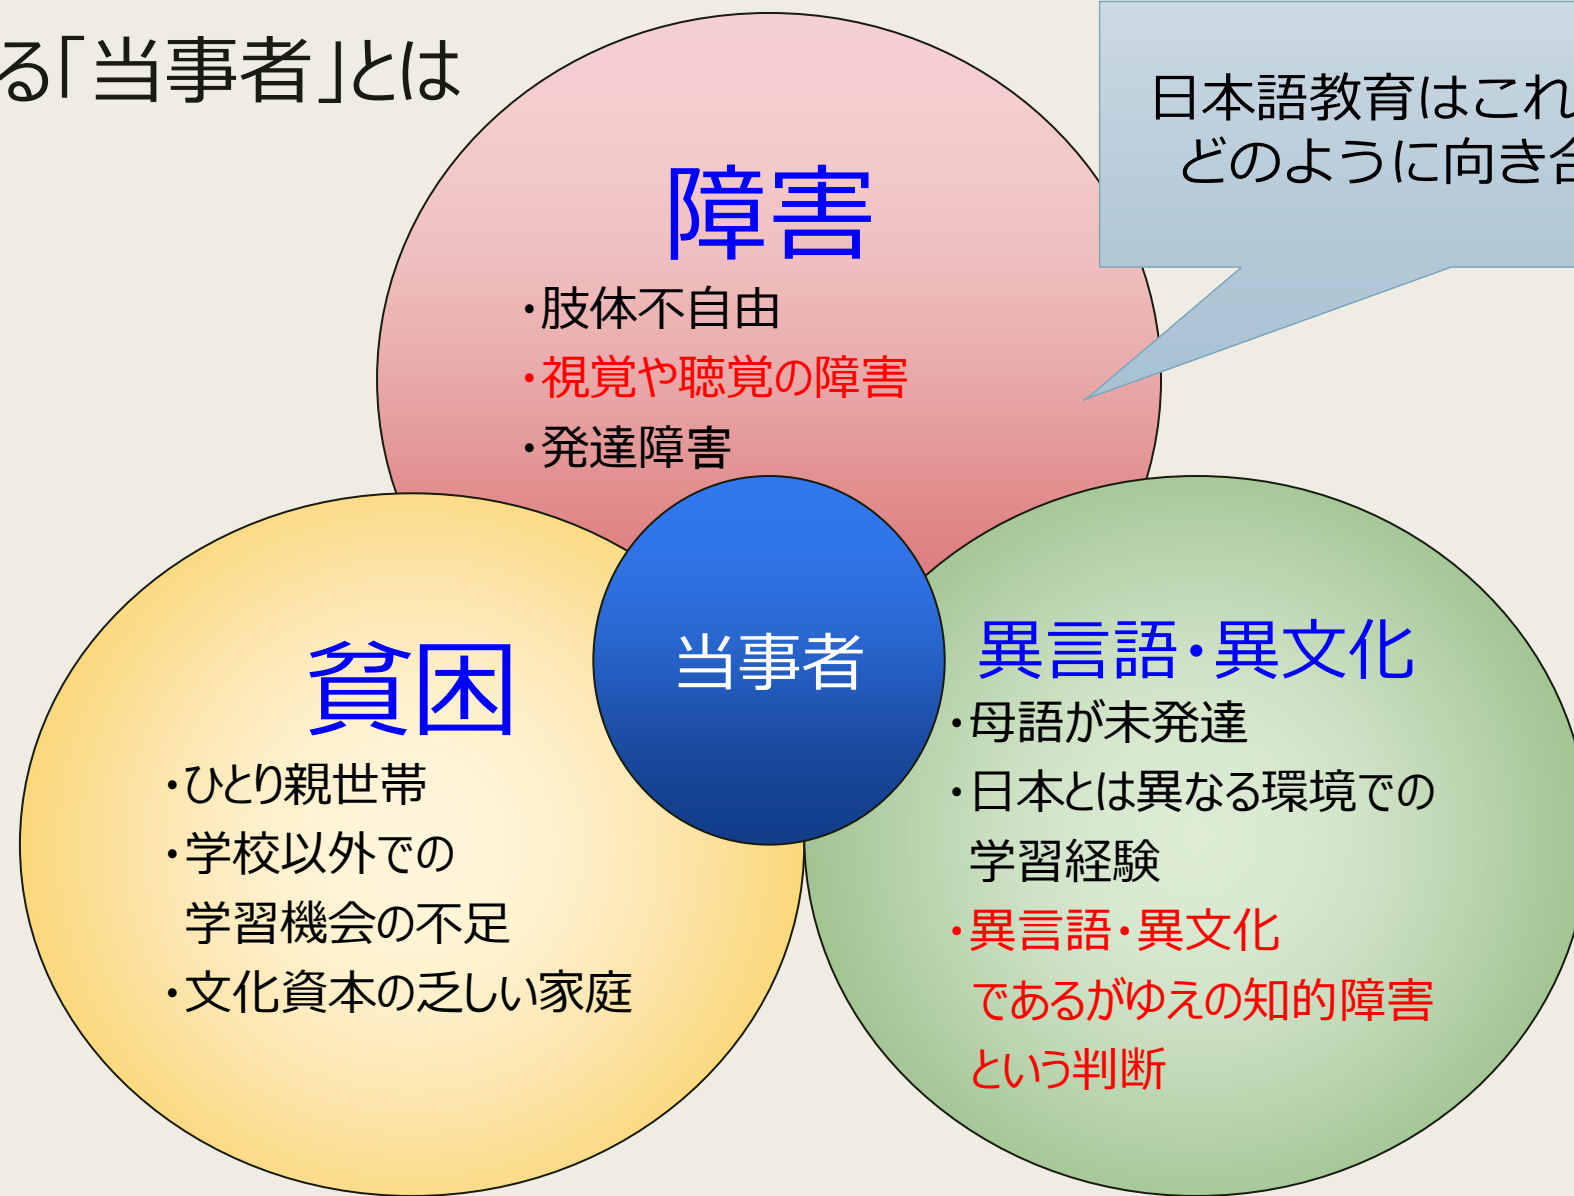 る「当事者」とは
日本語教育はこれ
どのように向き合
障害
・肢体不自由
・視覚や聴覚の障害
・発達障害
当事者
貧困
・ひとり親世帯
・学校以外での
学習機会の不足
・文化資本の乏しい家庭
異言語・異文化
・母語が未発達
・日本とは異なる環境での
学習経験
・異言語・異文化
であるがゆえの知的障害
という判断